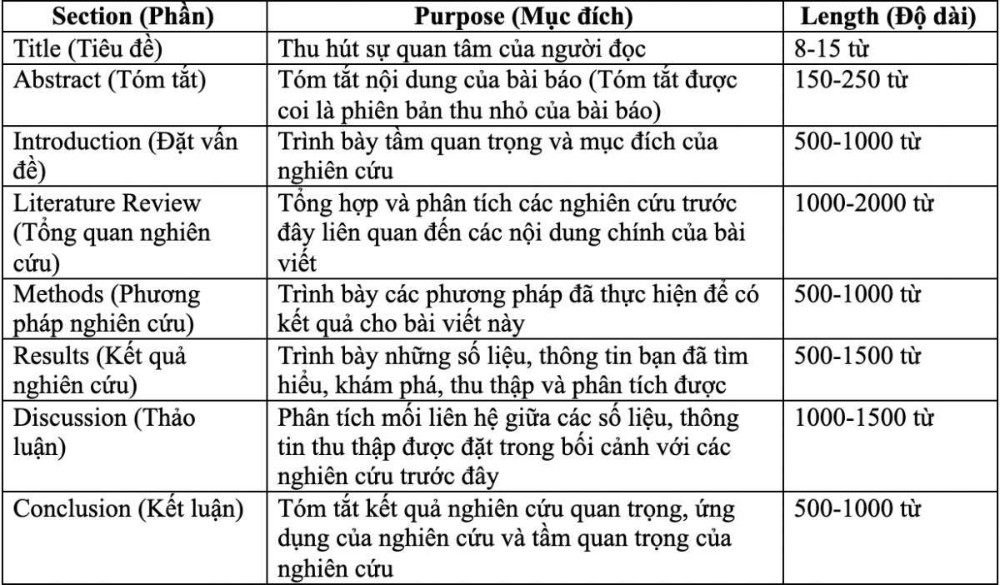 Section (Phần) Purpose (Mục đích) Length (Độ dài)
Title (Tiêu đề) Thu hút sự quan tâm của người đọc 8-15 từ
Abstract (Tóm tắt) Tóm tắt nội dung của bài báo (Tóm tắt được 150-250 từ
coi là phiên bản thu nhỏ của bài báo)
Introduction (Đặt vấn Trình bày tầm quan trọng và mục đích của 500-1000 từ
đề) nghiên cứu
Literature Review Tổng hợp và phân tích các nghiên cứu trước 1000-2000 từ
(Tổng quan nghiên đây liên quan đến các nội dung chính của bài
cứu) viết
Methods (Phương Trình bày các phương pháp đã thực hiện để có 500-1000 từ
pháp nghiên cứu) kết quả cho bài viết này
Results (Kết quả Trình bày những số liệu, thông tin bạn đã tìm 500-1500 từ
nghiên cứu) hiểu, khám phá, thu thập và phân tích được
Discussion (Thảo Phân tích mối liên hệ giữa các số liệu, thông 1000-1500 từ
luận) tin thu thập được đặt trong bối cảnh với các
nghiên cứu trước đây
Conclusion (Kết luận) Tóm tắt kết quả nghiên cứu quan trọng, ứng 500-1000 từ
dụng của nghiên cứu và tầm quan trọng của
nghiên cứu